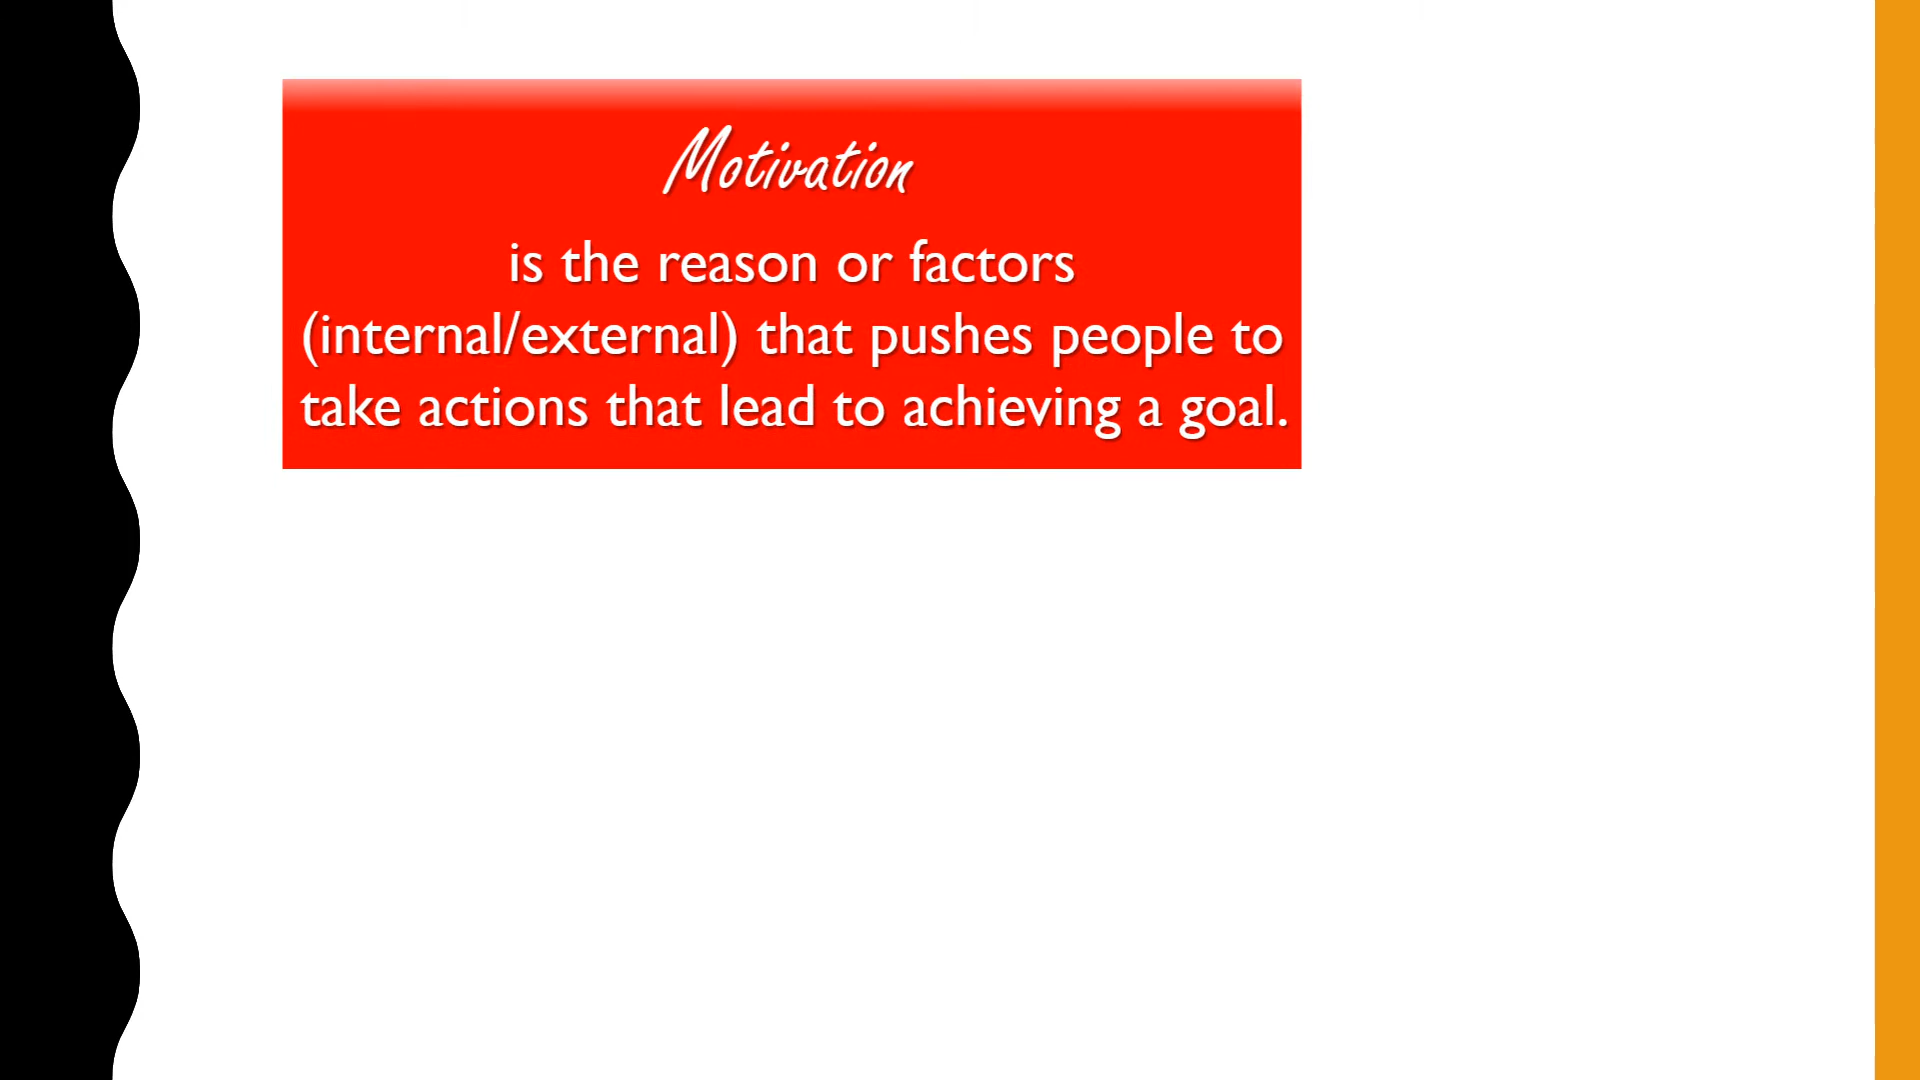 Motivation
is the reason or factors
(internal/external) that pushes people to
take actions that lead to achieving a goal.